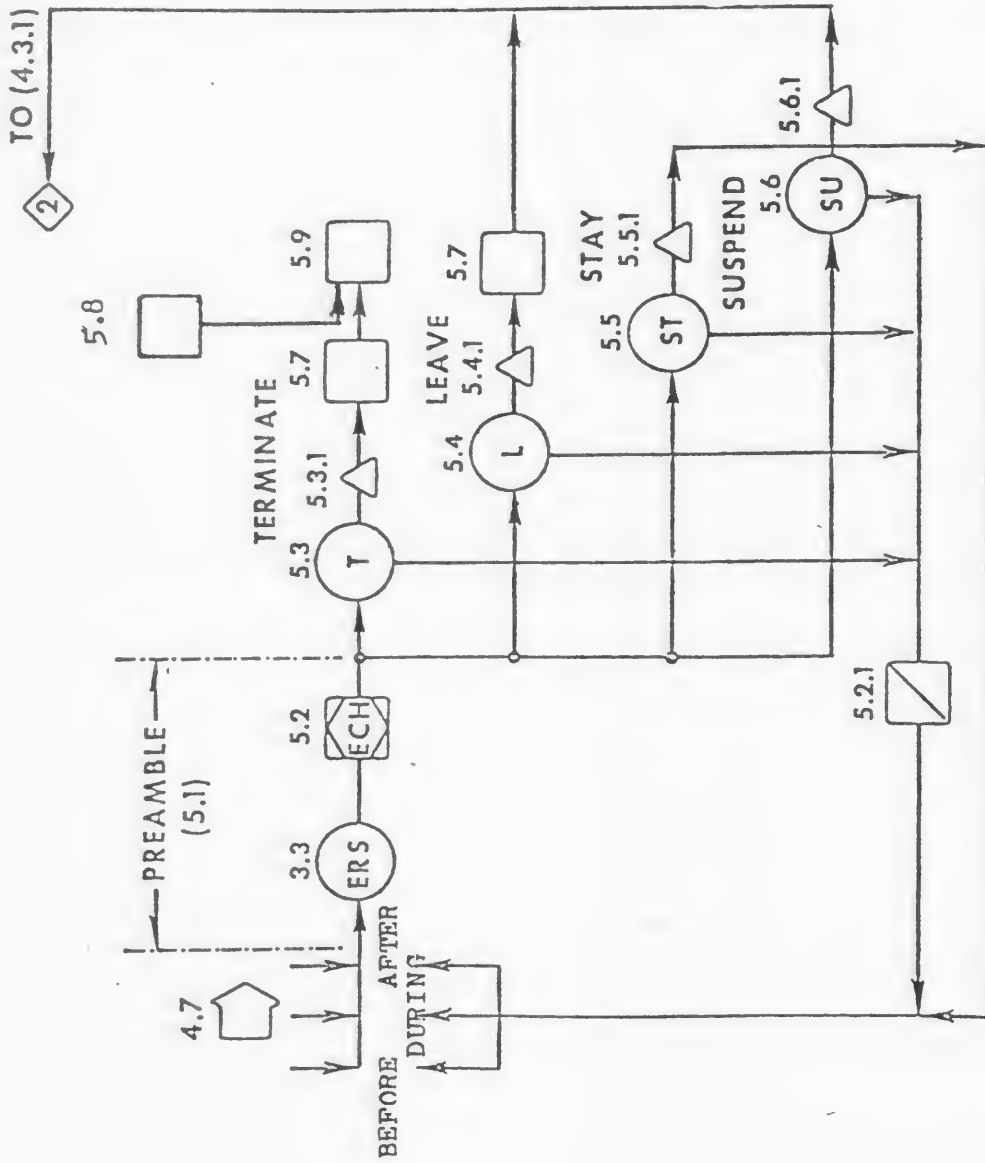 TO (4.3.1)
2
5.8
5.9
5.7
TERMINATE
5.3.1
5.3
T
PREAMBLE
(5.1)
5.2
ECH
3.3
ERS
4.7
BEFORE
DURING
AFTER
LEAVE
5.7
5.4.1
5.4
L
STAY
5.5.1
5.5
ST
SUSPEND
5.6.1
5.6
SU
5.2.1